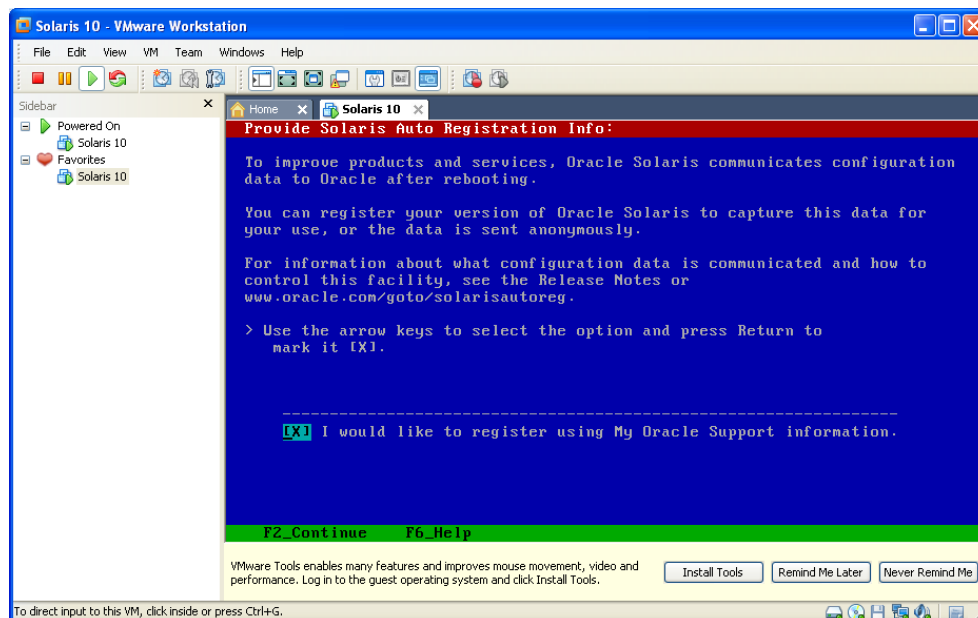 Solaris 10 - VMware Workstation
File Edit View VM Team Windows Help
Sidebar
Powered On
Solaris 10
Favorites
Solaris 10
Home
Solaris 10
Provide Solaris Auto Registration Info:
To improve products and services, Oracle Solaris communicates configuration
data to Oracle after rebooting.
You can register your version of Oracle Solaris to capture this data for
your use, or the data is sent anonymously.
For information about what configuration data is communicated and how to
control this facility, see the Release Notes or
www.oracle.com/goto/solarisautoreg.
> Use the arrow keys to select the option and press Return to
mark it [X].
[X] I would like to register using My Oracle Support information.
F2_Continue F6_Help
VMware Tools enables many features and improves mouse movement, video and
performance. Log in to the guest operating system and click Install Tools.
Install Tools Remind Me Later Never Remind Me
To direct input to this VM, click inside or press Ctrl+G.